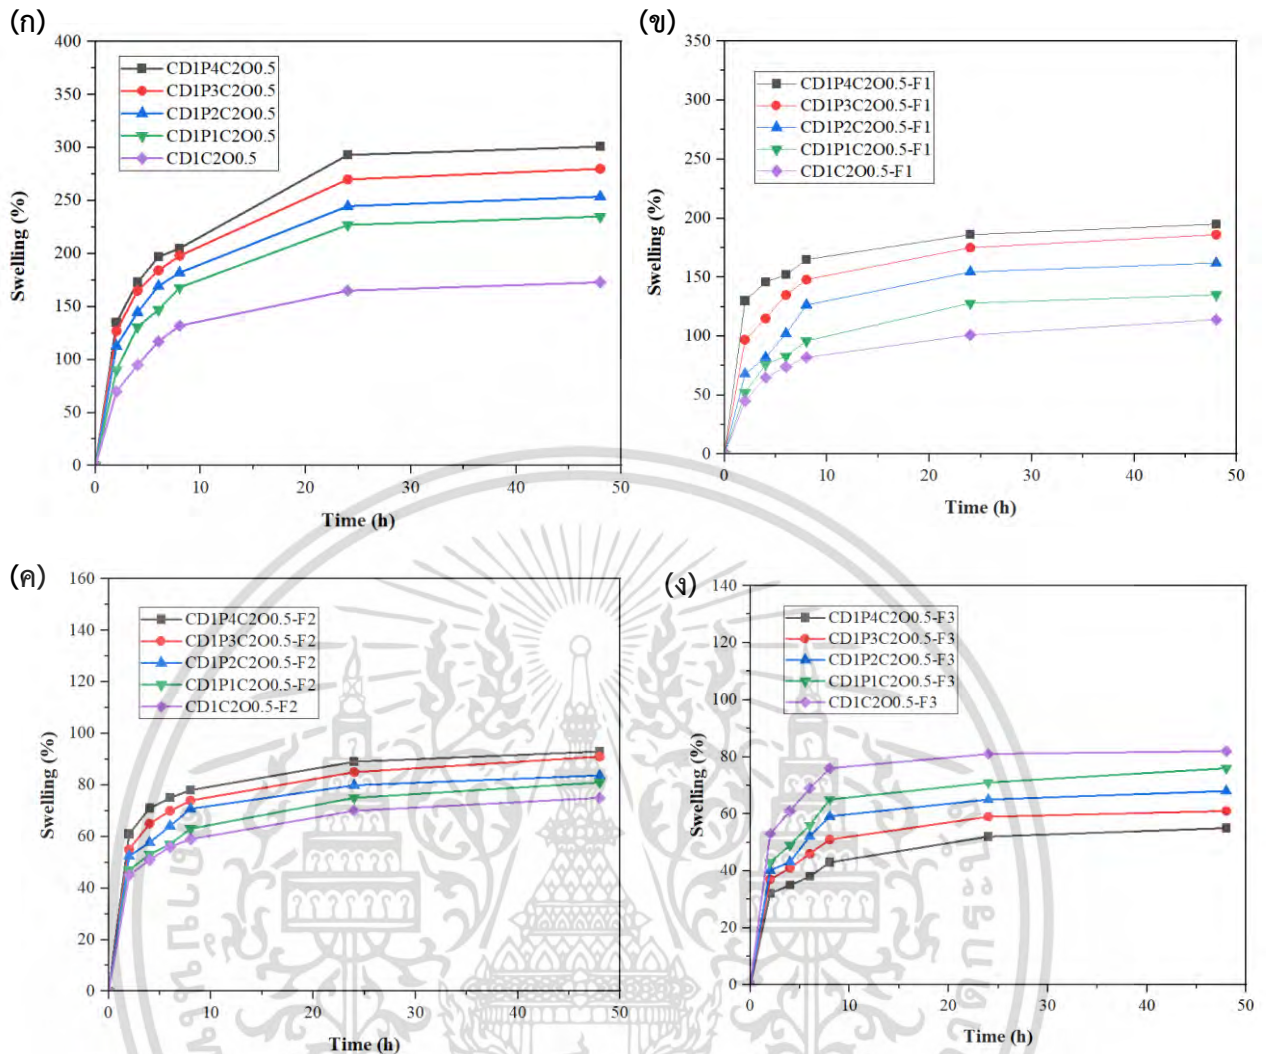 (ก)
400
350
300
250
200
150
100
50
0
Swelling (%)
CD1P4C2O0.5
CD1P3C2O0.5
CD1P2C2O0.5
CD1P1C2O0.5
CD1C2O0.5
0 10 20 30 40 50
Time (h)
(ข)
350
300
250
200
150
100
50
0
Swelling (%)
CD1P4C2O0.5-F1
CD1P3C2O0.5-F1
CD1P2C2O0.5-F1
CD1P1C2O0.5-F1
CD1C2O0.5-F1
0 10 20 30 40 50
Time (h)
(ค)
160
140
120
100
80
60
40
20
0
Swelling (%)
CD1P4C2O0.5-F2
CD1P3C2O0.5-F2
CD1P2C2O0.5-F2
CD1P1C2O0.5-F2
CD1C2O0.5-F2
0 10 20 30 40 50
Time (h)
(ง)
140
120
100
80
60
40
20
0
Swelling (%)
CD1P4C2O0.5-F3
CD1P3C2O0.5-F3
CD1P2C2O0.5-F3
CD1P1C2O0.5-F3
CD1C2O0.5-F3
0 10 20 30 40 50
Time (h)